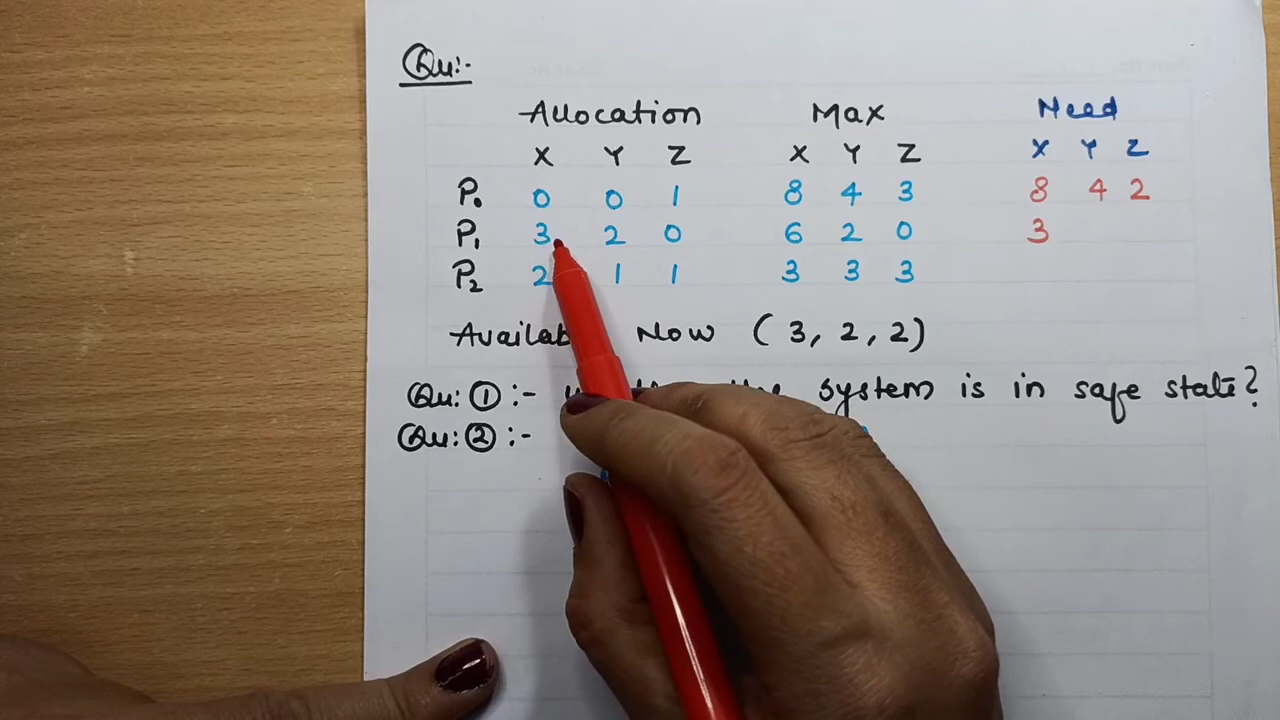 Qu:-
Allocation Max Need
X Y Z X Y Z X Y Z
P0 0 0 1 8 4 3 8 4 2
P1 3 2 0 6 2 0 3
P2 2 1 1 3 3 3
Now (3, 2, 2)
Qu: ① :- system is in safe state?
Qu: ② :-